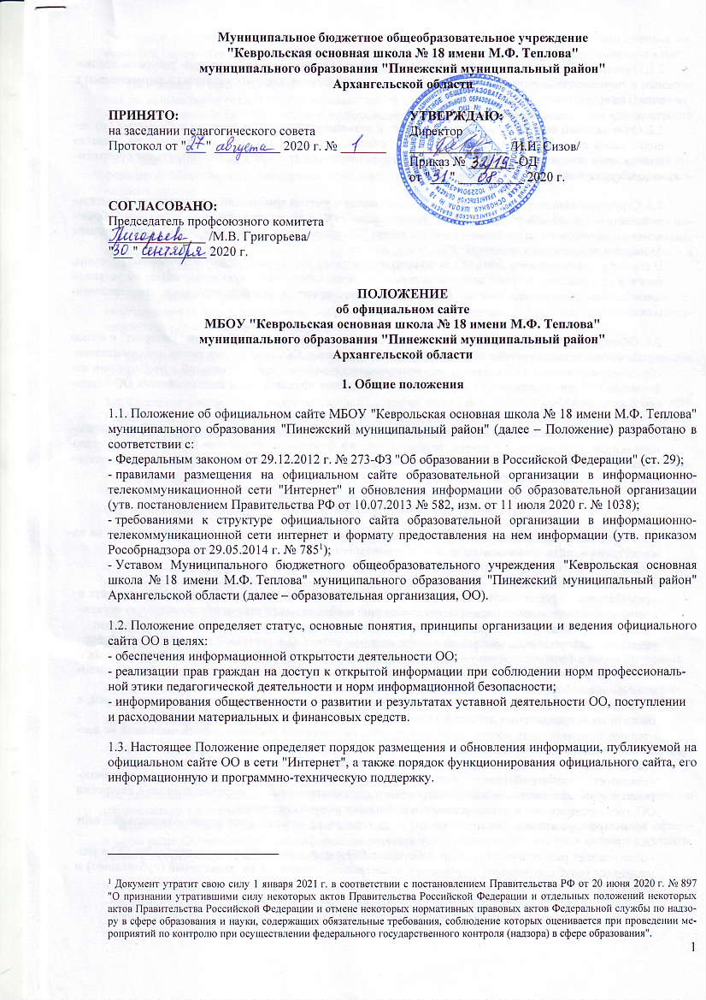 Муниципальное бюджетное общеобразовательное учреждение
"Кеврольская основная школа № 18 имени М.Ф. Теплова"
муниципального образования "Пинежский муниципальный район"
Архангельской области
ПРИНЯТО:
на заседании педагогического совета
Протокол от "27" августа 2020 г. № 1
УТВЕРЖДАЮ:
Директор
/И.И. Сизов/
Приказ № 32/19 -ОД
от "31" 08 2020 г.
СОГЛАСОВАНО:
Председатель профсоюзного комитета
Григорьева /М.В. Григорьева/
"30" сентября 2020 г.
ПОЛОЖЕНИЕ
об официальном сайте
МБОУ "Кеврольская основная школа № 18 имени М.Ф. Теплова"
муниципального образования "Пинежский муниципальный район"
Архангельской области
1. Общие положения
1.1. Положение об официальном сайте МБОУ "Кеврольская основная школа № 18 имени М.Ф. Теплова"
муниципального образования "Пинежский муниципальный район" (далее – Положение) разработано в
соответствии с:
- Федеральным законом от 29.12.2012 г. № 273-ФЗ "Об образовании в Российской Федерации" (ст. 29);
- правилами размещения на официальном сайте образовательной организации в информационно-
телекоммуникационной сети "Интернет" и обновления информации об образовательной организации
(утв. постановлением Правительства РФ от 10.07.2013 № 582, изм. от 11 июля 2020 г. № 1038);
- требованиями к структуре официального сайта образовательной организации в информационно-
телекоммуникационной сети интернет и формату предоставления на нем информации (утв. приказом
Рособрнадзора от 29.05.2014 г. № 785¹);
- Уставом Муниципального бюджетного общеобразовательного учреждения "Кеврольская основная
школа № 18 имени М.Ф. Теплова" муниципального образования "Пинежский муниципальный район"
Архангельской области (далее – образовательная организация, ОО).
1.2. Положение определяет статус, основные понятия, принципы организации и ведения официального
сайта ОО в целях:
- обеспечения информационной открытости деятельности ОО;
- реализации прав граждан на доступ к открытой информации при соблюдении норм профессиональ-
ной этики педагогической деятельности и норм информационной безопасности;
- информирования общественности о развитии и результатах уставной деятельности ОО, поступлении
и расходовании материальных и финансовых средств.
1.3. Настоящее Положение определяет порядок размещения и обновления информации, публикуемой на
официальном сайте ОО в сети "Интернет", а также порядок функционирования официального сайта, его
информационную и программно-техническую поддержку.
¹ Документ утратит свою силу 1 января 2021 г. в соответствии с постановлением Правительства РФ от 20 июня 2020 г. № 897
"О признании утратившими силу некоторых актов Правительства Российской Федерации и отдельных положений некоторых
актов Правительства Российской Федерации и отмене некоторых нормативных правовых актов Федеральной службы по надзо-
ру в сфере образования и науки, содержащих обязательные требования, соблюдение которых оценивается при проведении ме-
роприятий по контролю при осуществлении федерального государственного контроля (надзора) в сфере образования".
1